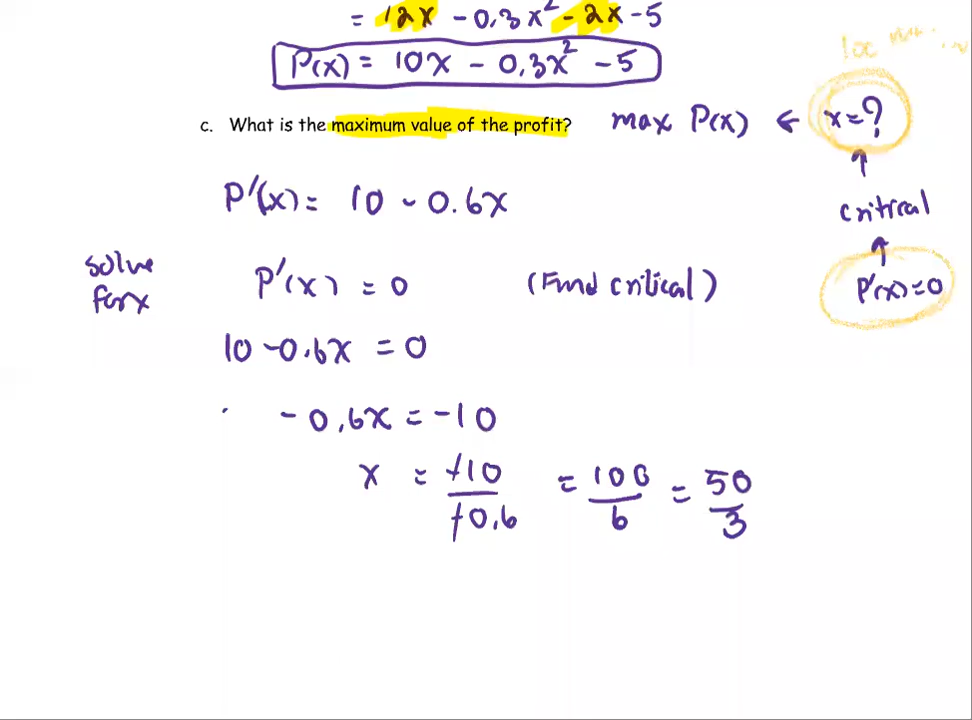 = 12x - 0.3x² - 2x - 5
P(x) = 10x - 0.3x² - 5
c. What is the maximum value of the profit? max P(x) ← x=?
↑
P'(x) = 10 - 0.6x critical
↑
solve for x P'(x) = 0 (Find critical) P'(x)=0
10 - 0.6x = 0
- 0.6x = -10
x = -10/-0.6 = 100/6 = 50/3